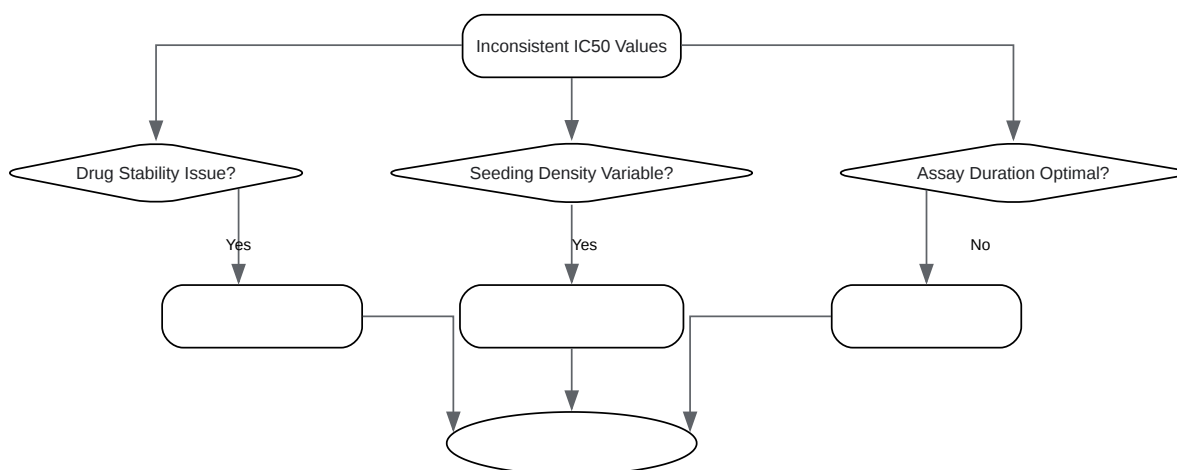 Inconsistent IC50 Values
Drug Stability Issue?
Seeding Density Variable?
Assay Duration Optimal?
Yes
Yes
No